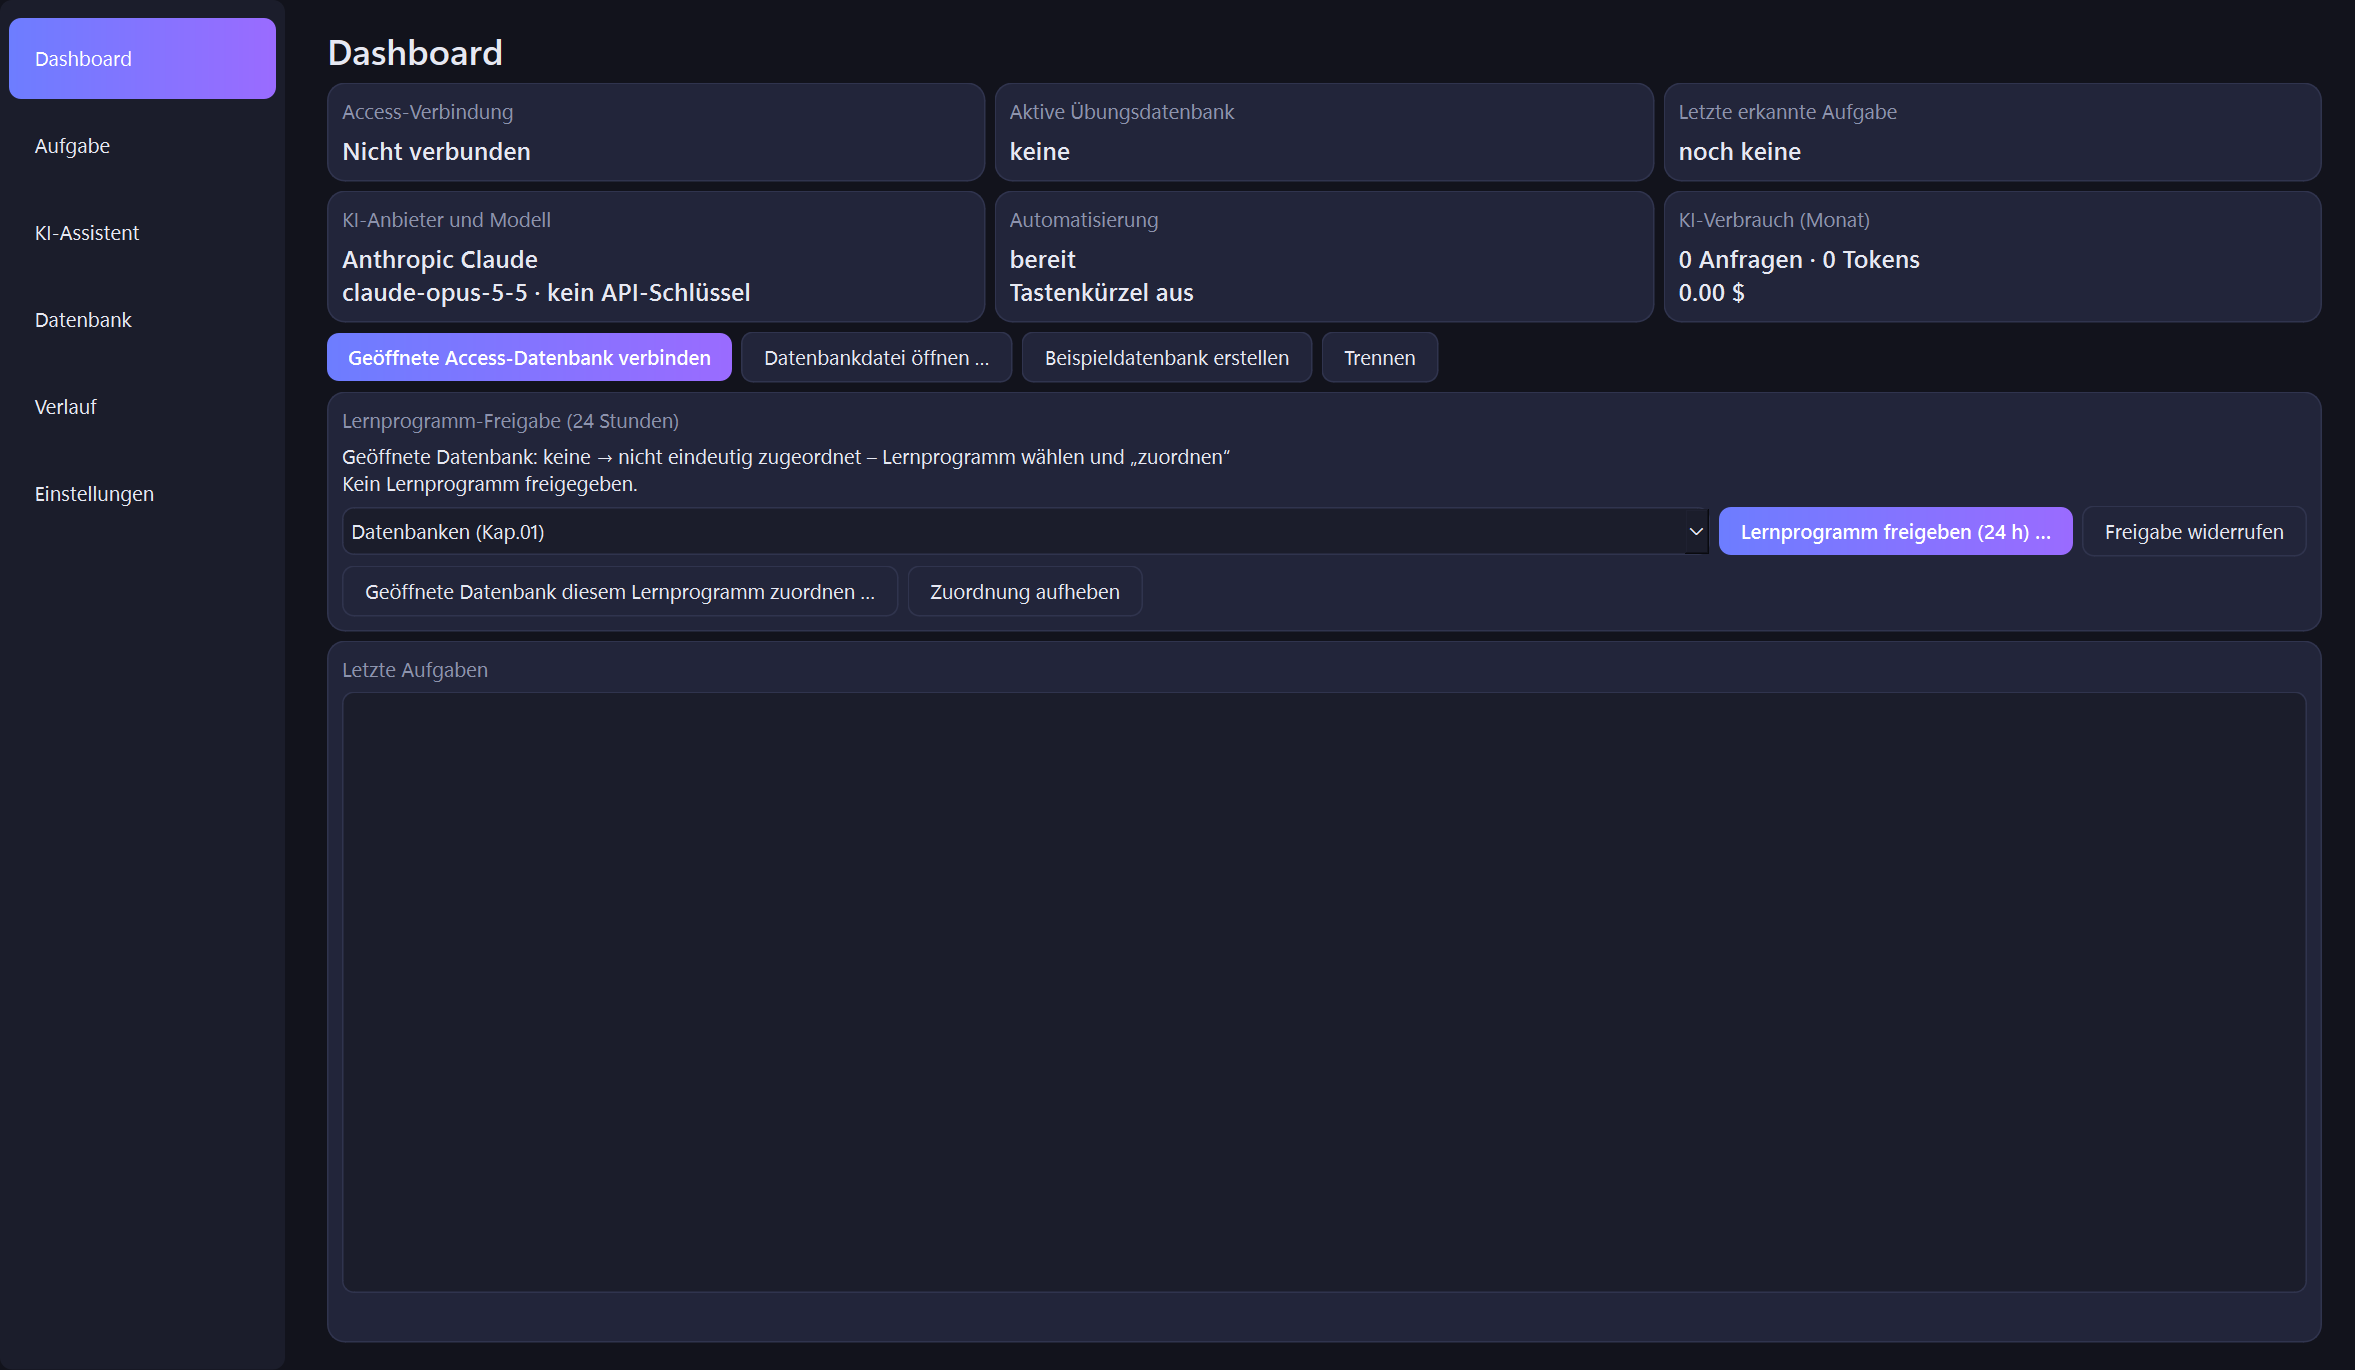 Dashboard
Aufgabe
KI-Assistent
Datenbank
Verlauf
Einstellungen
Dashboard
Access-Verbindung
Nicht verbunden
Aktive Übungsdatenbank
keine
Letzte erkannte Aufgabe
noch keine
KI-Anbieter und Modell
Anthropic Claude
claude-opus-5-5 · kein API-Schlüssel
Automatisierung
bereit
Tastenkürzel aus
KI-Verbrauch (Monat)
0 Anfragen · 0 Tokens
0.00 $
Geöffnete Access-Datenbank verbinden
Datenbankdatei öffnen ...
Beispieldatenbank erstellen
Trennen
Lernprogramm-Freigabe (24 Stunden)
Geöffnete Datenbank: keine → nicht eindeutig zugeordnet – Lernprogramm wählen und „zuordnen“
Kein Lernprogramm freigegeben.
Datenbanken (Kap.01)
Lernprogramm freigeben (24 h) ...
Freigabe widerrufen
Geöffnete Datenbank diesem Lernprogramm zuordnen ...
Zuordnung aufheben
Letzte Aufgaben